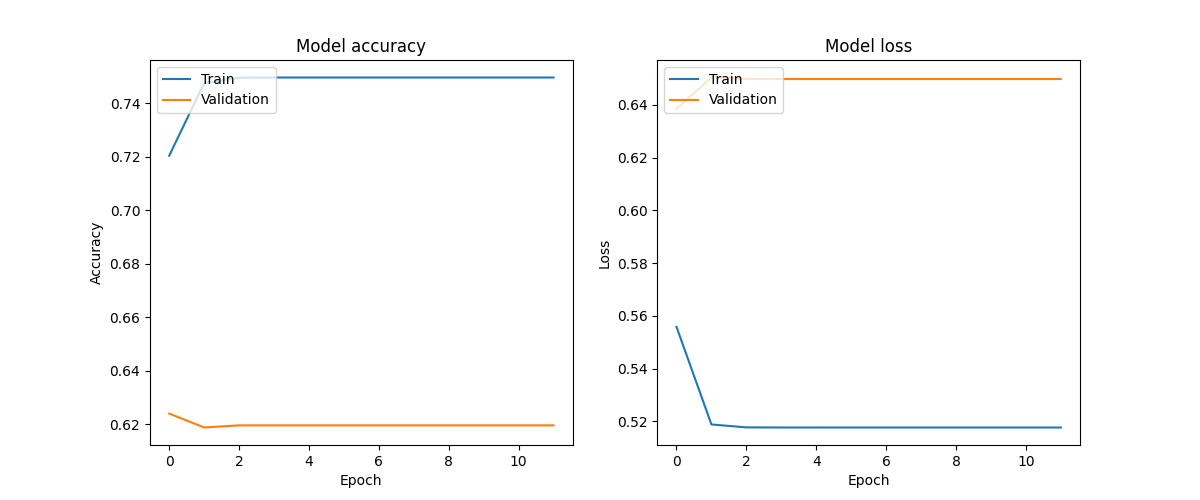 Model accuracy
Train
Validation
0.74
0.72
0.70
0.68
0.66
0.64
0.62
Accuracy
0 2 4 6 8 10
Epoch
Model loss
Train
Validation
0.64
0.62
0.60
0.58
0.56
0.54
0.52
Loss
0 2 4 6 8 10
Epoch